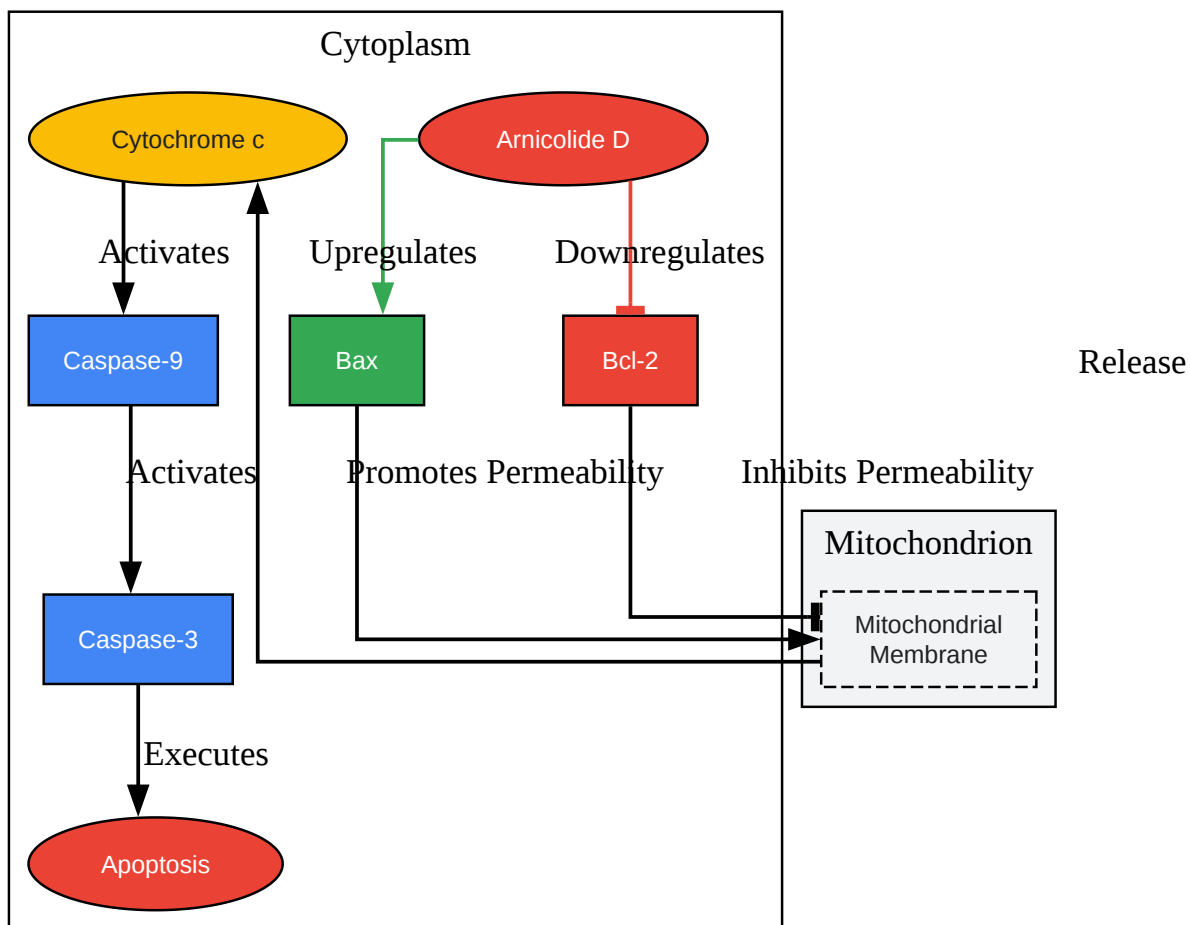 Cytoplasm
Cytochrome c
Arnicolide D
Activates
Upregulates
Downregulates
Caspase-9
Bax
Bcl-2
Release
Activates
Promotes Permeability
Inhibits Permeability
Mitochondrion
Mitochondrial
Membrane
Caspase-3
Executes
Apoptosis